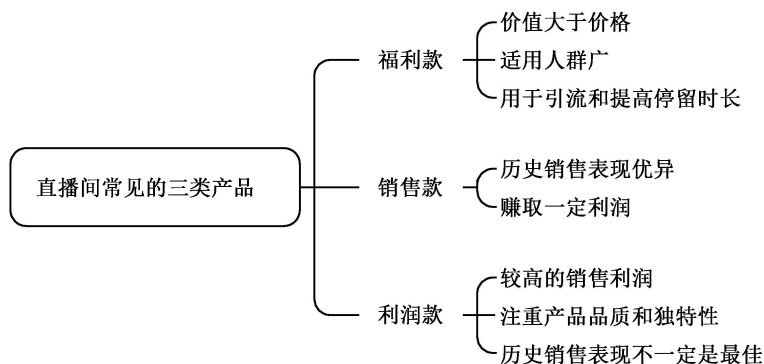 直播间常见的三类产品
福利款
价值大于价格
适用人群广
用于引流和提高停留时长
销售款
历史销售表现优异
赚取一定利润
利润款
较高的销售利润
注重产品品质和独特性
历史销售表现不一定是最佳